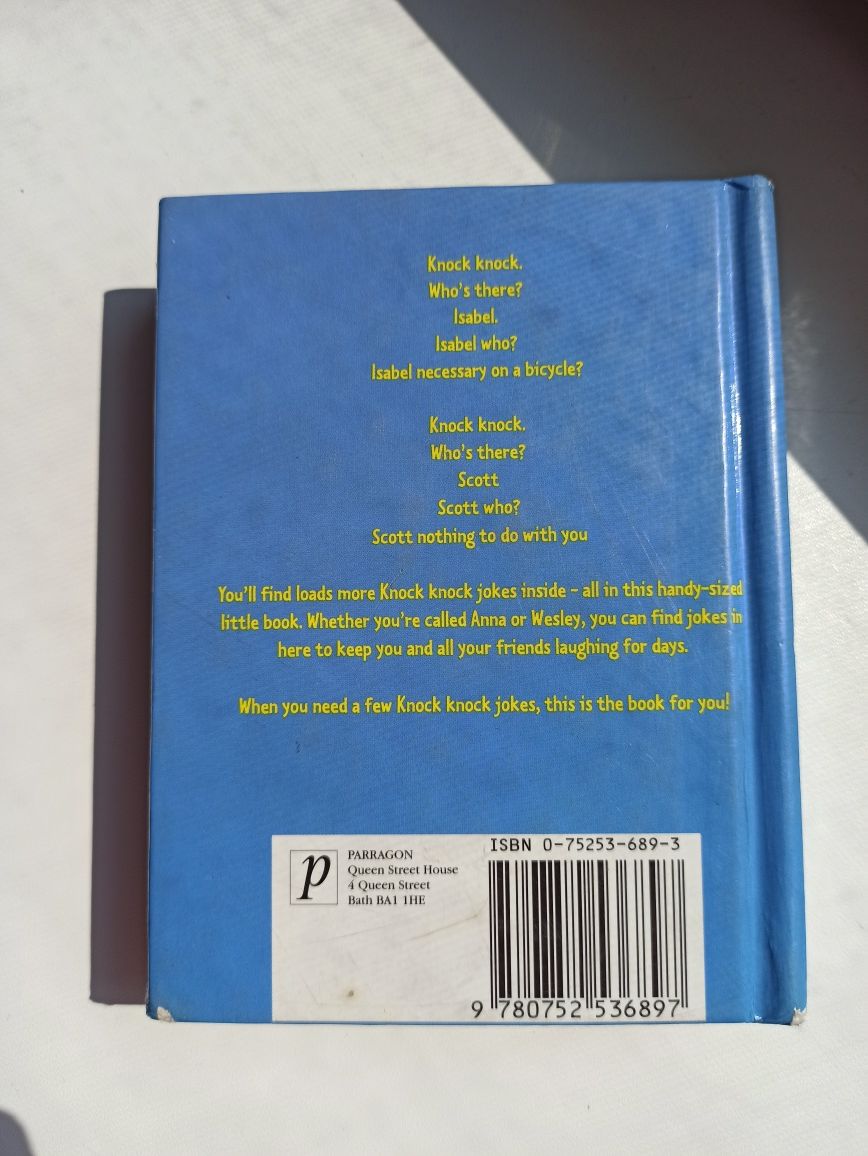 Knock knock.
Who's there?
Isabel.
Isabel who?
Isabel necessary on a bicycle?
Knock knock.
Who's there?
Scott
Scott who?
Scott nothing to do with you
You'll find loads more Knock knock jokes inside - all in this handy-sized
little book. Whether you're called Anna or Wesley, you can find jokes in
here to keep you and all your friends laughing for days.
When you need a few Knock knock jokes, this is the book for you!
p
PARRAGON
Queen Street House
4 Queen Street
Bath BA1 1HE
ISBN 0-75253-689-3
9 780752 536897